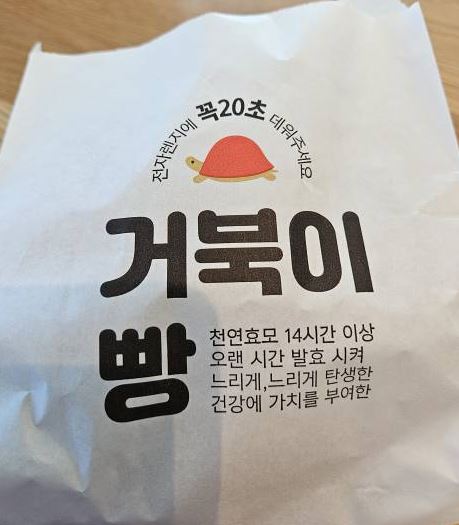 전자렌지에 꼭20초 데워주세요
거북이
빵
천연효모 14시간 이상
오랜 시간 발효 시켜
느리게,느리게 탄생한
건강에 가치를 부여한